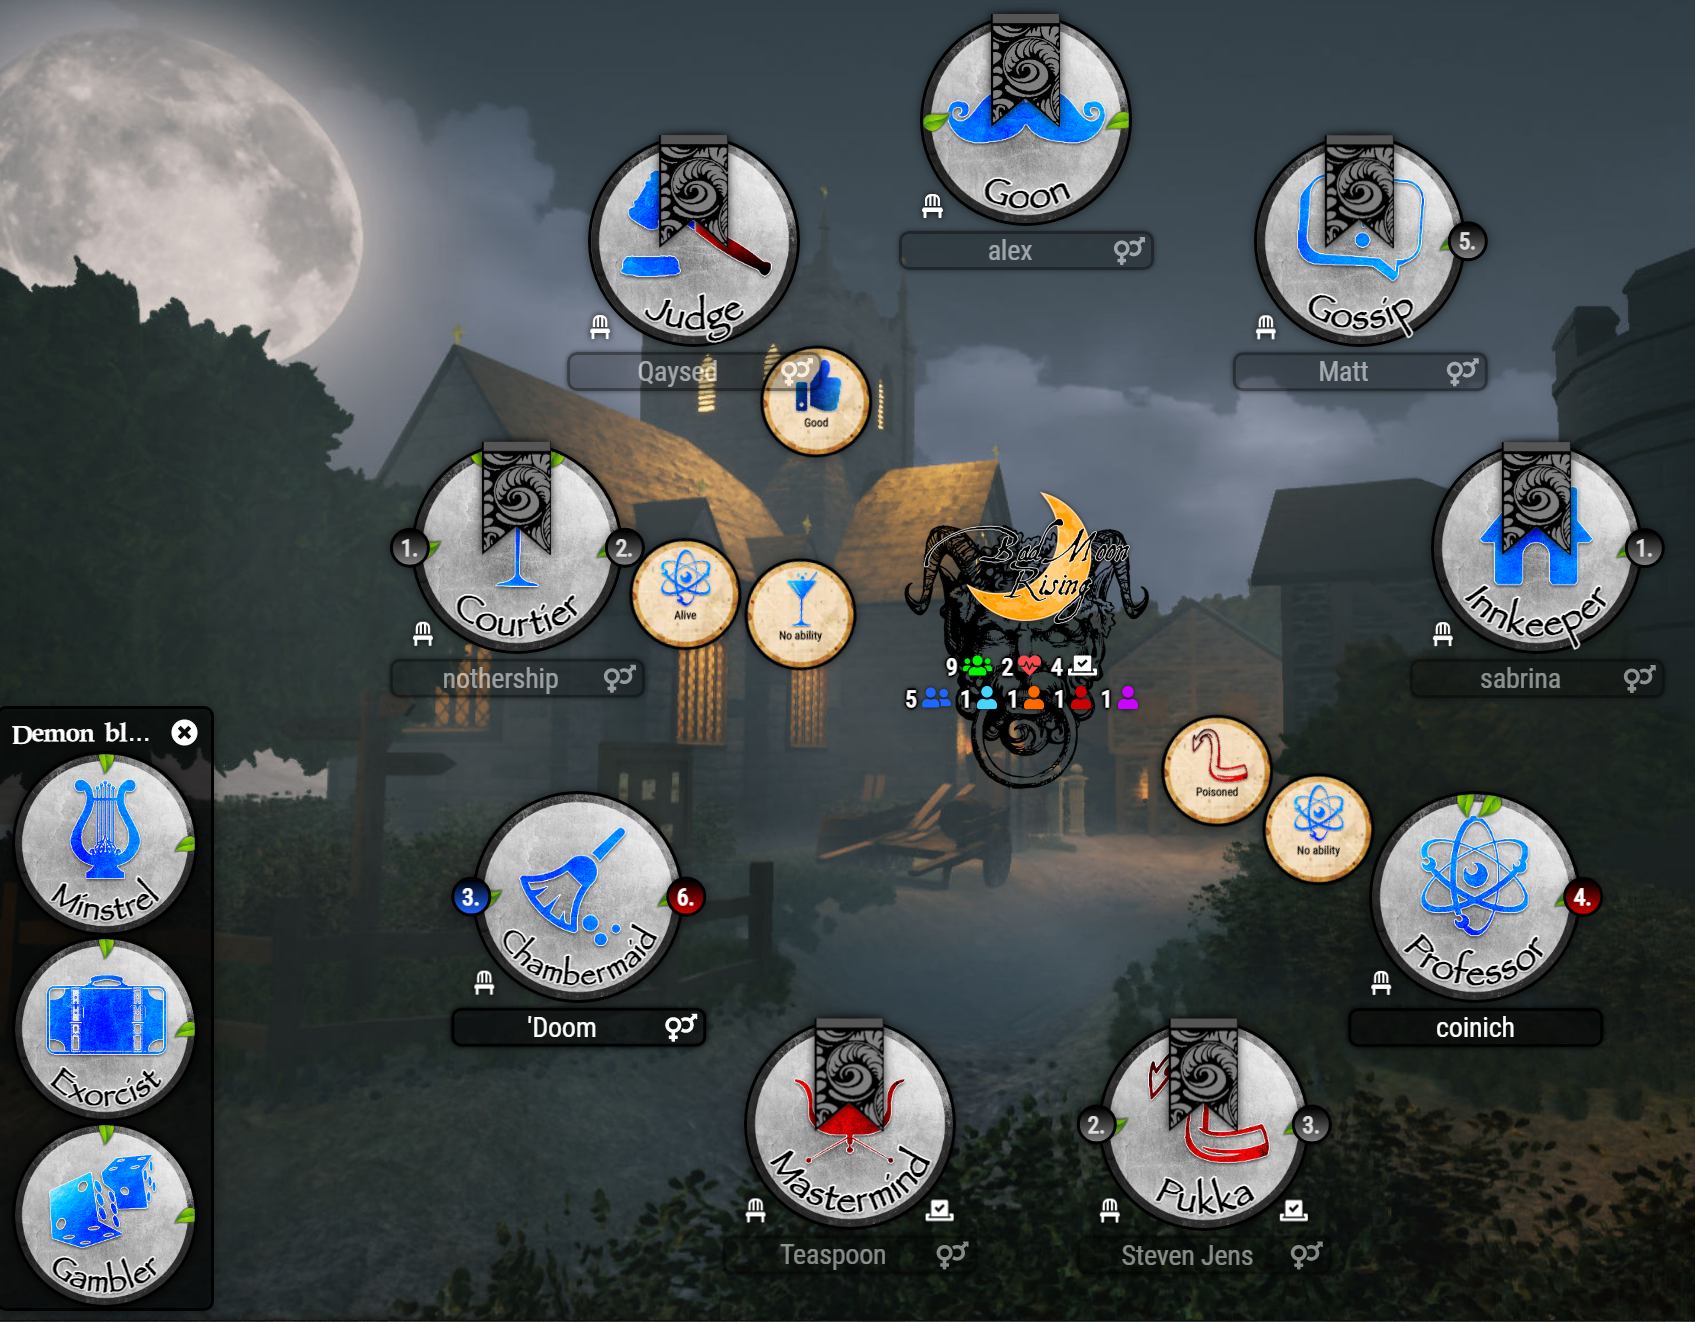 Goon
alex
Judge
Qaysed
Good
Gossip
5.
Matt
1.
Courtier
2.
nothership
Alive
No ability
Bad Moon
Rising
9 2 4
5 1 1 1 1
Innkeeper
1.
sabrina
Demon bl...
Minstrel
Exorcist
Gambler
3.
Chambermaid
6.
'Doom
Poisoned
No ability
Professor
4.
coinich
Mastermind
Teaspoon
2.
Pukka
3.
Steven Jens